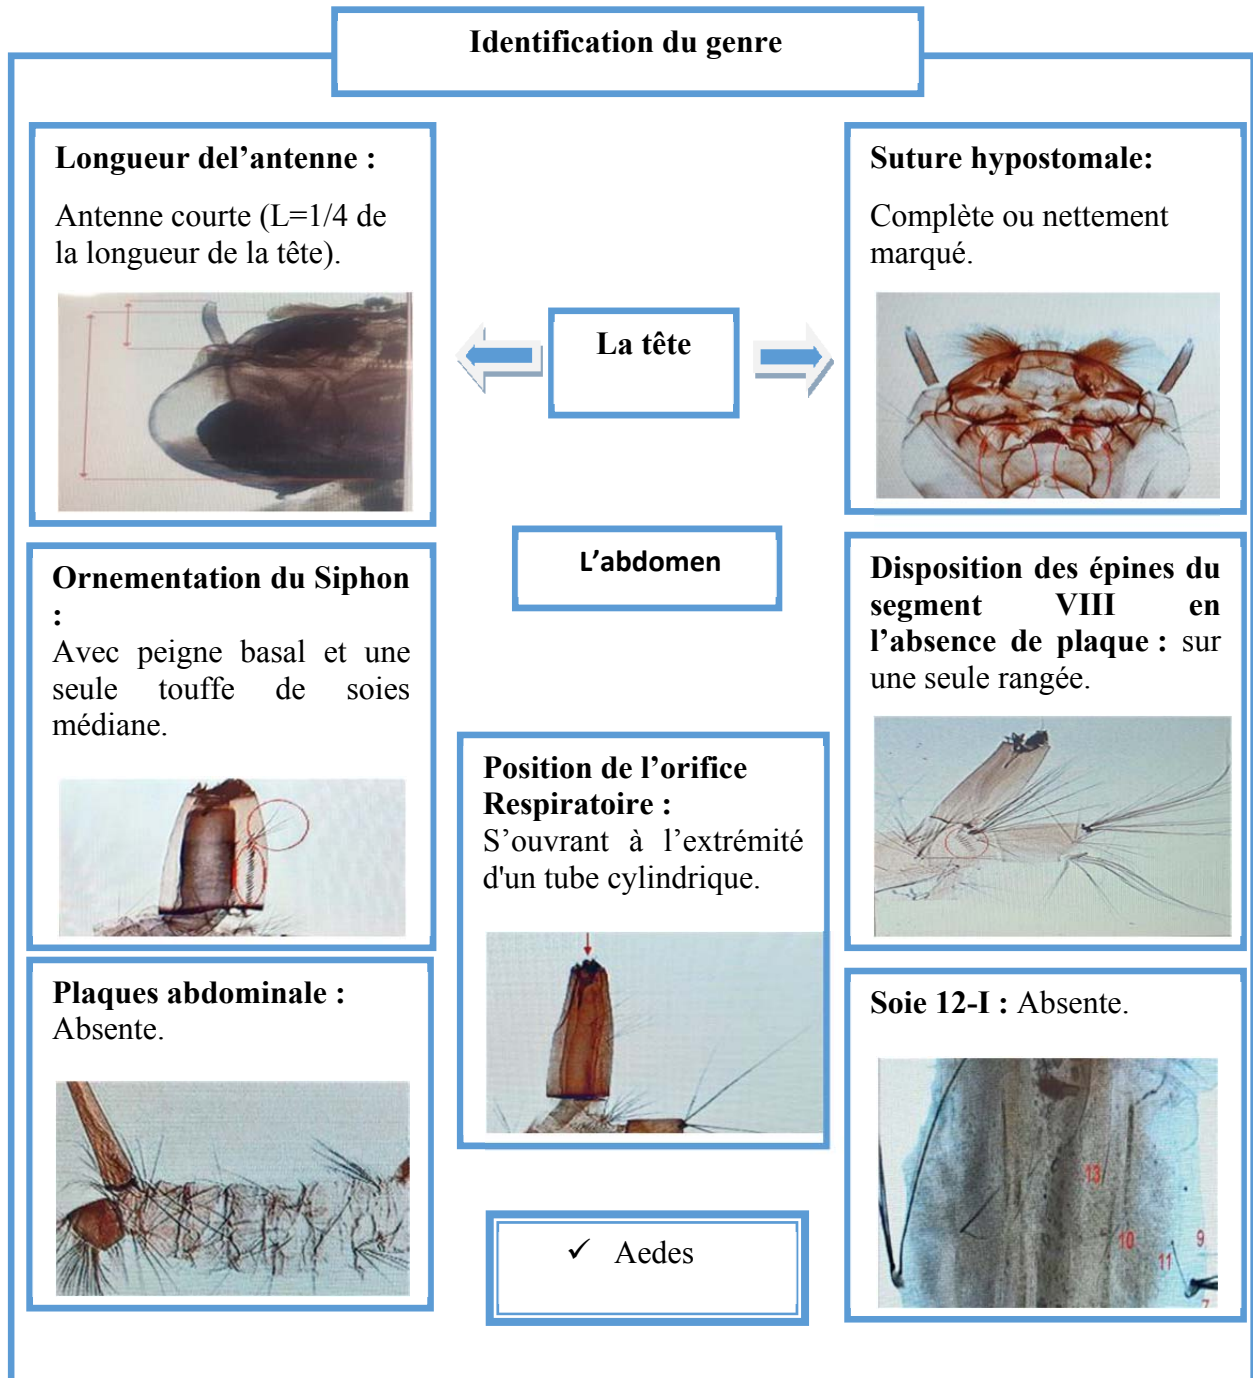 Identification du genre
Longueur del’antenne :
Antenne courte (L=1/4 de
la longueur de la tête).
Suture hypostomale:
Complète ou nettement
marqué.
La tête
L’abdomen
Ornementation du Siphon
:
Avec peigne basal et une
seule touffe de soies
médiane.
Disposition des épines du
segment VIII en
l’absence de plaque : sur
une seule rangée.
Position de l’orifice
Respiratoire :
S’ouvrant à l’extrémité
d'un tube cylindrique.
Plaques abdominale :
Absente.
Soie 12-I : Absente.
13
10
9
11
7
✓ Aedes